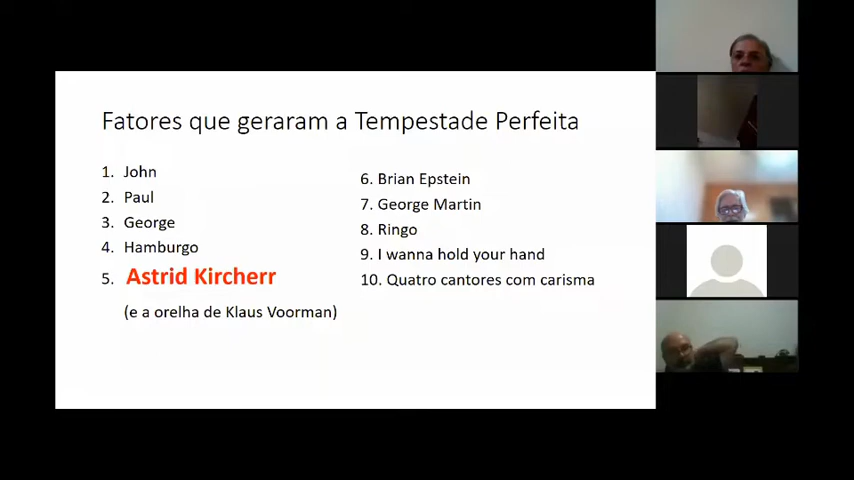 Fatores que geraram a Tempestade Perfeita
1. John
2. Paul
3. George
4. Hamburgo
5. Astrid Kircherr
(e a orelha de Klaus Voorman)
6. Brian Epstein
7. George Martin
8. Ringo
9. I wanna hold your hand
10. Quatro cantores com carisma